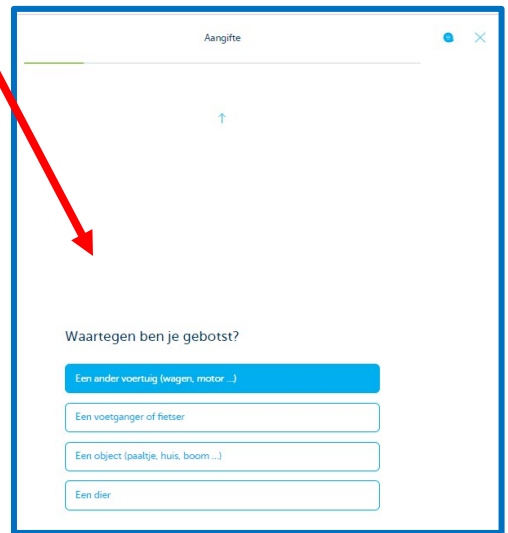 Aangifte
Waartegen ben je gebotst?
Een ander voertuig (wagen, motor ...)
Een voetganger of fietser
Een object (paaltje, huis, boom ...)
Een dier